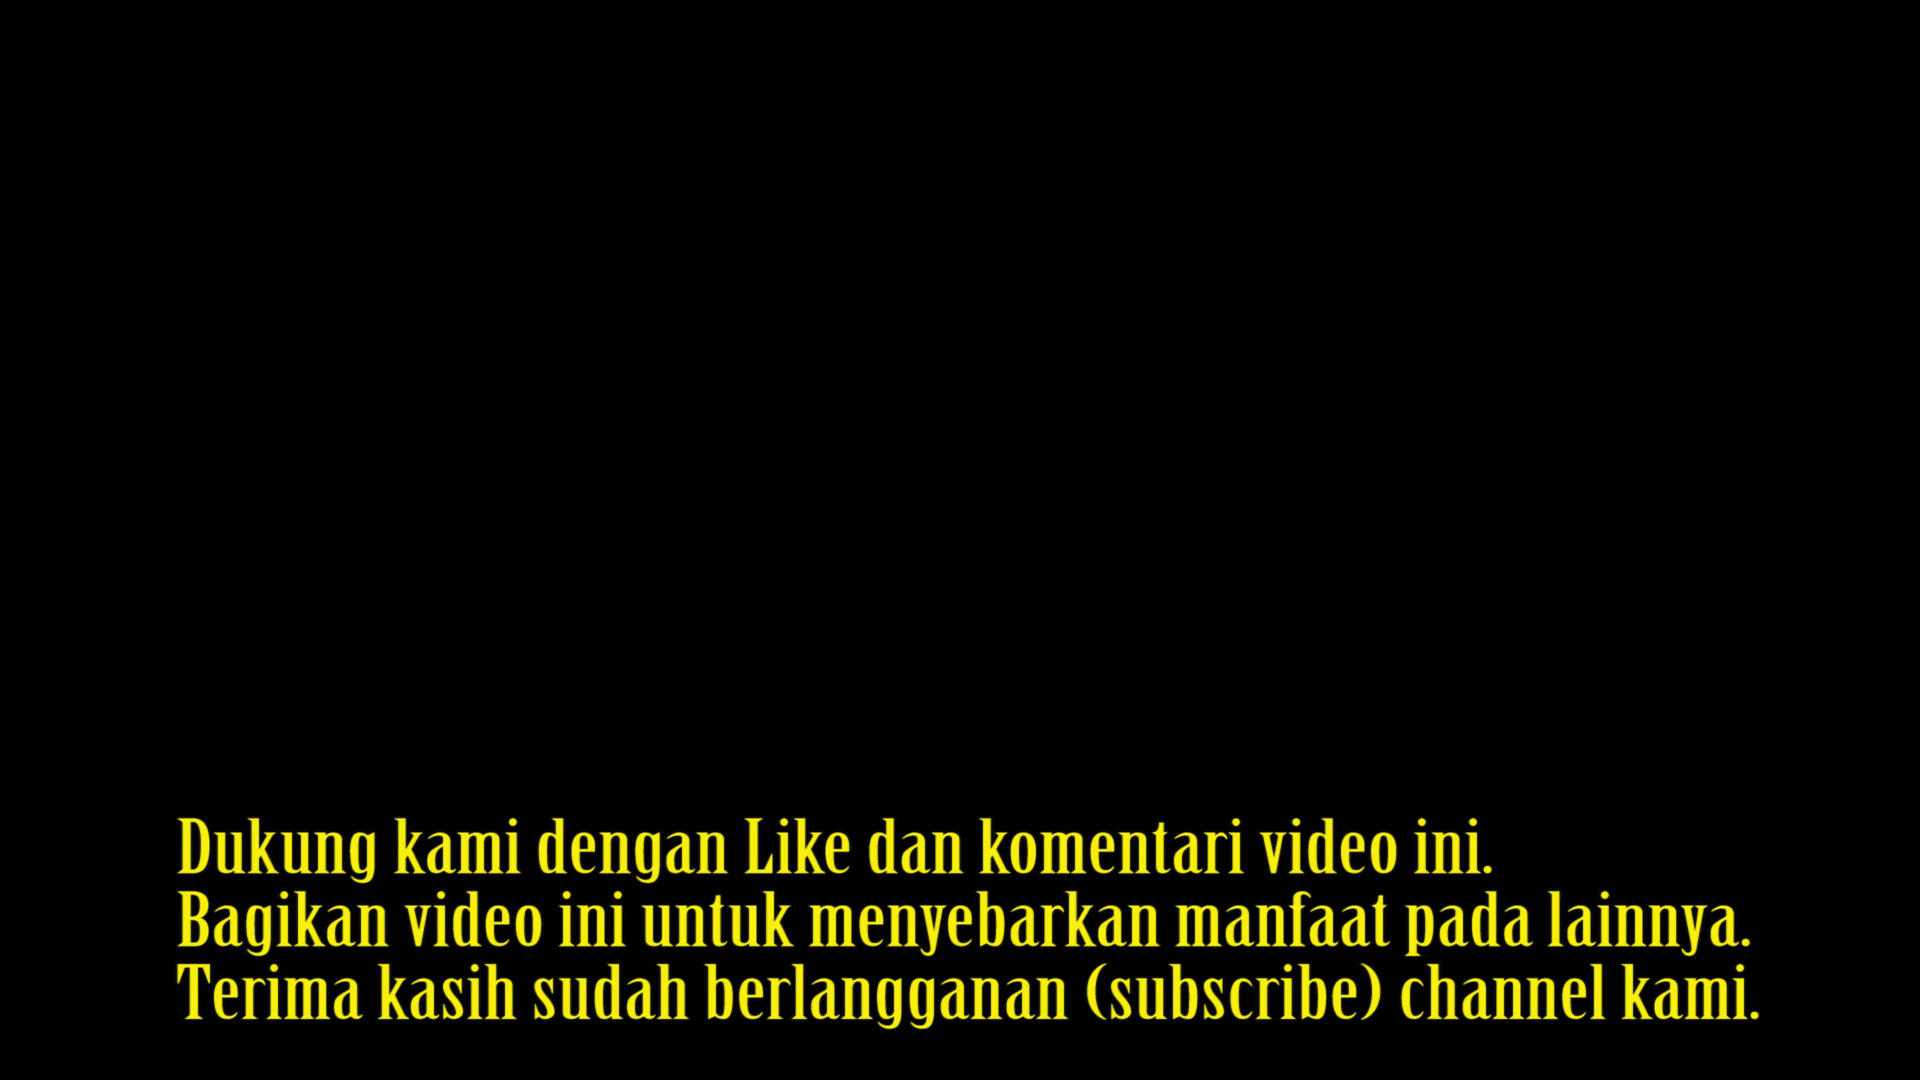 Dukung kami dengan Like dan komentari video ini.
Bagikan video ini untuk menyebarkan manfaat pada lainnya.
Terima kasih sudah berlangganan (subscribe) channel kami.